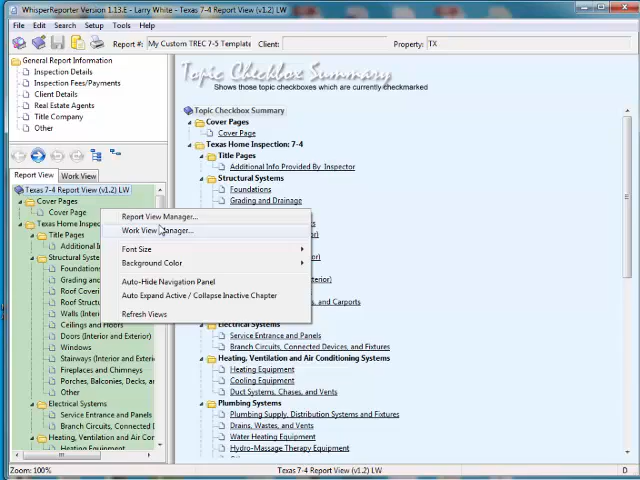 WhisperReporter Version 1.13.E - Larry White - Texas 7-4 Report View (v1.2) LW
File Edit Search Setup Tools Help
Report #: My Custom TREC 7-5 Template Client: Property: TX
General Report Information
Inspection Details
Inspection Fees/Payments
Client Details
Real Estate Agents
Title Company
Other
Report View Work View
Texas 7-4 Report View (v1.2) LW
Cover Pages
Cover Page
Texas Home Inspec
Title Pages
Additional I
Structural System
Foundations
Grading an
Roof Coveri
Roof Struct
Walls (Inter
Ceilings and Floors
Doors (Interior and Exterior)
Windows
Stairways (Interior and Exte
Fireplaces and Chimneys
Porches, Balconies, Decks, an
Other
Electrical Systems
Service Entrance and Panels
Branch Circuits, Connected D
Heating, Ventilation and Air Cor
Report View Manager...
Work View Manager...
Font Size
Background Color
Auto-Hide Navigation Panel
Auto Expand Active / Collapse Inactive Chapter
Refresh Views
Topic Checkbox Summary
Shows those topic checkboxes which are currently checkmarked
Topic Checkbox Summary
Cover Pages
Cover Page
Texas Home Inspection: 7-4
Title Pages
Additional Info Provided By Inspector
Structural Systems
Foundations
Grading and Drainage
, and Carports
Electrical Systems
Service Entrance and Panels
Branch Circuits, Connected Devices, and Fixtures
Heating, Ventilation and Air Conditioning Systems
Heating Equipment
Cooling Equipment
Duct Systems, Chases, and Vents
Plumbing Systems
Plumbing Supply, Distribution Systems and Fixtures
Drains, Wastes, and Vents
Water Heating Equipment
Hydro-Massage Therapy Equipment
Zoom: 100% Texas 7-4 Report View (v1.2) LW D